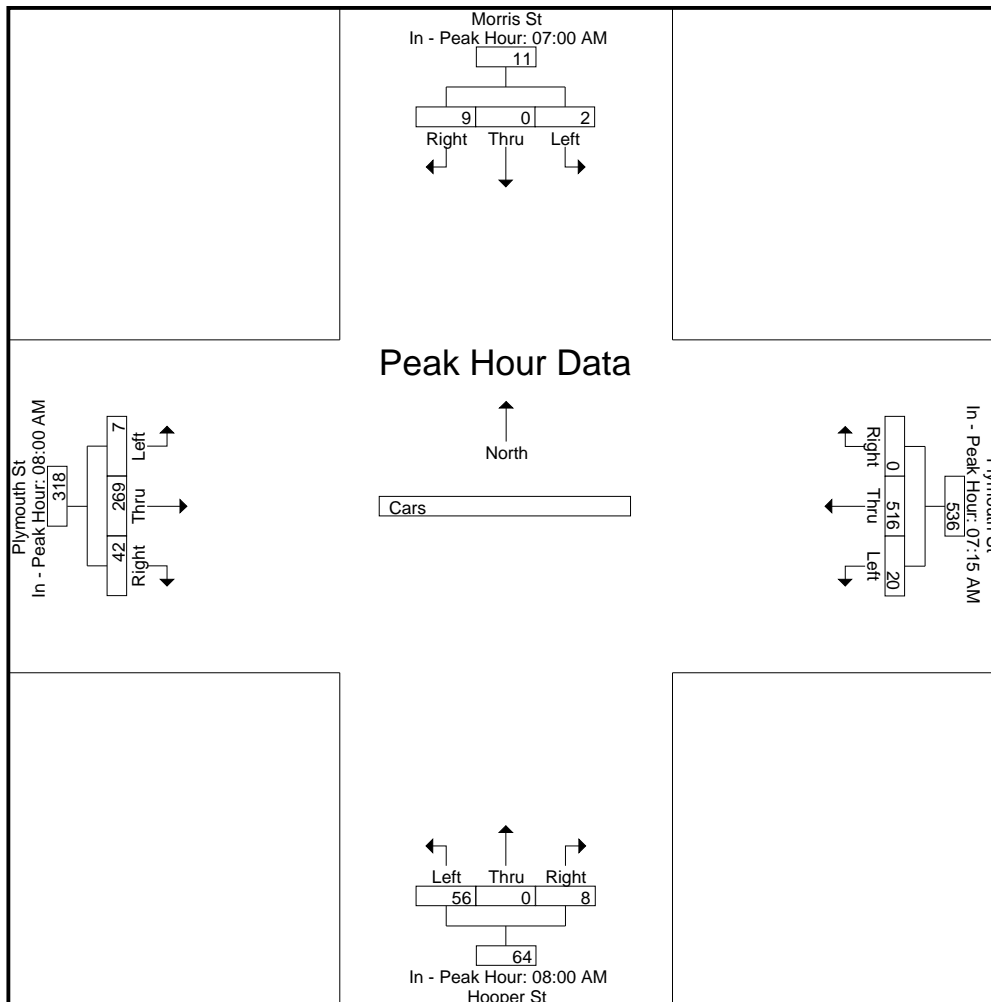 Morris St
In - Peak Hour: 07:00 AM
11
9 0 2
Right Thru Left
Peak Hour Data
North
Cars
Plymouth St
In - Peak Hour: 08:00 AM
318
7 269 42
Left Thru Right
In - Peak Hour: 07:15 AM
536
0 516 20
Right Thru Left
Left Thru Right
56 0 8
64
In - Peak Hour: 08:00 AM
Hooper St